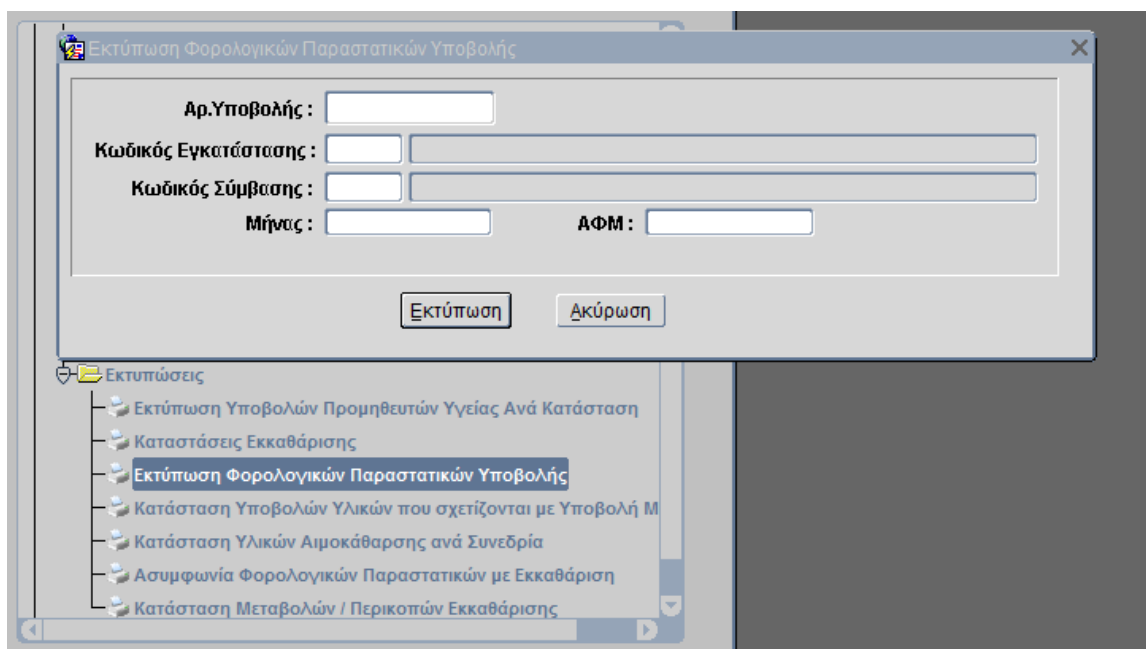 Εκτύπωση Φορολογικών Παραστατικών Υποβολής
Αρ.Υποβολής :
Κωδικός Εγκατάστασης :
Κωδικός Σύμβασης :
Μήνας : ΑΦΜ :
Εκτύπωση Ακύρωση
Εκτυπώσεις
Εκτύπωση Υποβολών Προμηθευτών Υγείας Ανά Κατάσταση
Καταστάσεις Εκκαθάρισης
Εκτύπωση Φορολογικών Παραστατικών Υποβολής
Κατάσταση Υποβολών Υλικών που σχετίζονται με Υποβολή Μ
Κατάσταση Υλικών Αιμοκάθαρσης ανά Συνεδρία
Ασυμφωνία Φορολογικών Παραστατικών με Εκκαθάριση
Κατάσταση Μεταβολών / Περικοπών Εκκαθάρισης